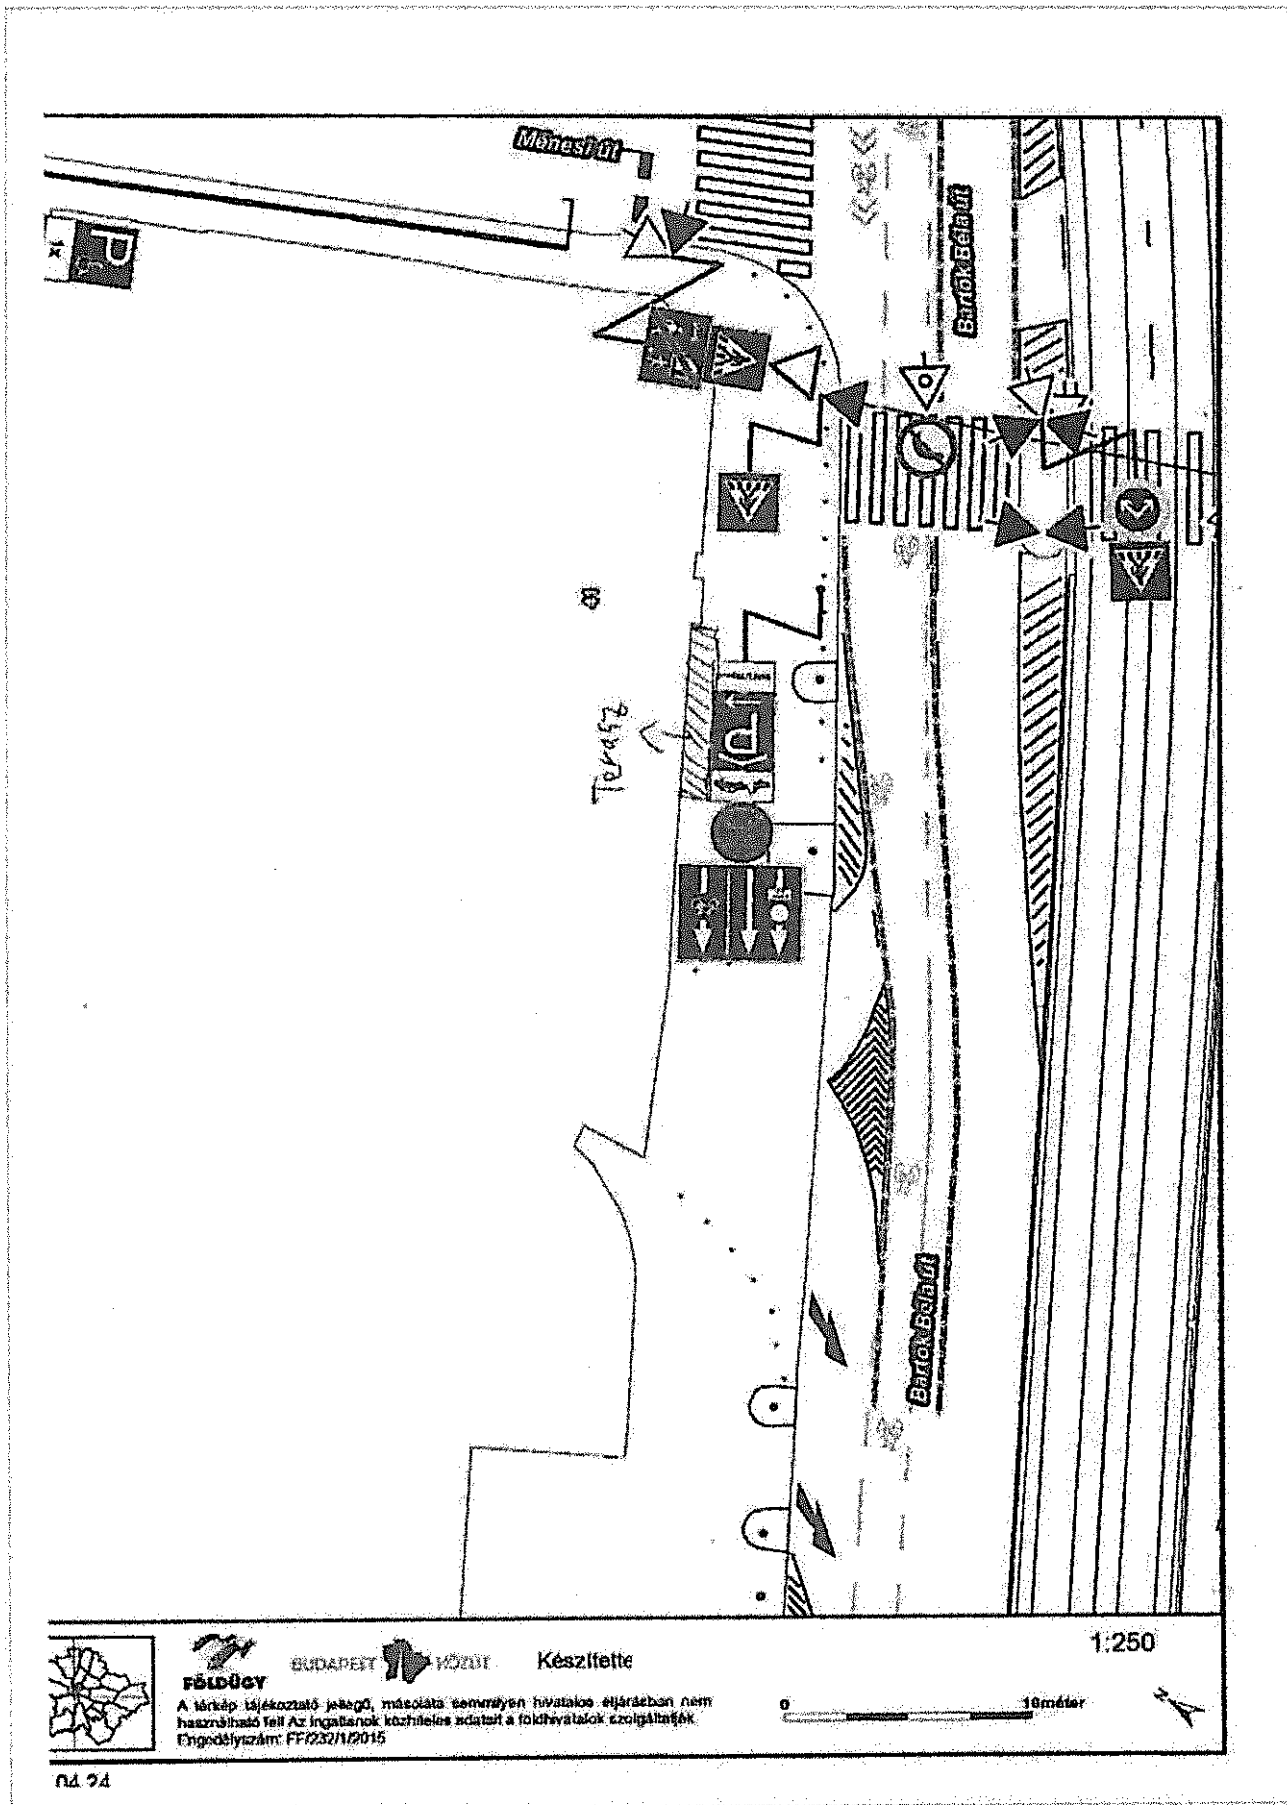 Ménesi út
Bartók Béla út
P
1x
P
Terasz
Bartók Béla út
1:250
FÖLDÜGY
BUDAPEST KÖZÚT
Készítette
A térkép tájékoztató jellegű, másolata semmilyen hivatalos eljárásban nem
használható fel! Az ingatlanok közhiteles adatait a földhivatalok szolgáltatják.
Engedélyszám: FF/232/1/2015
0 10méter
04.24